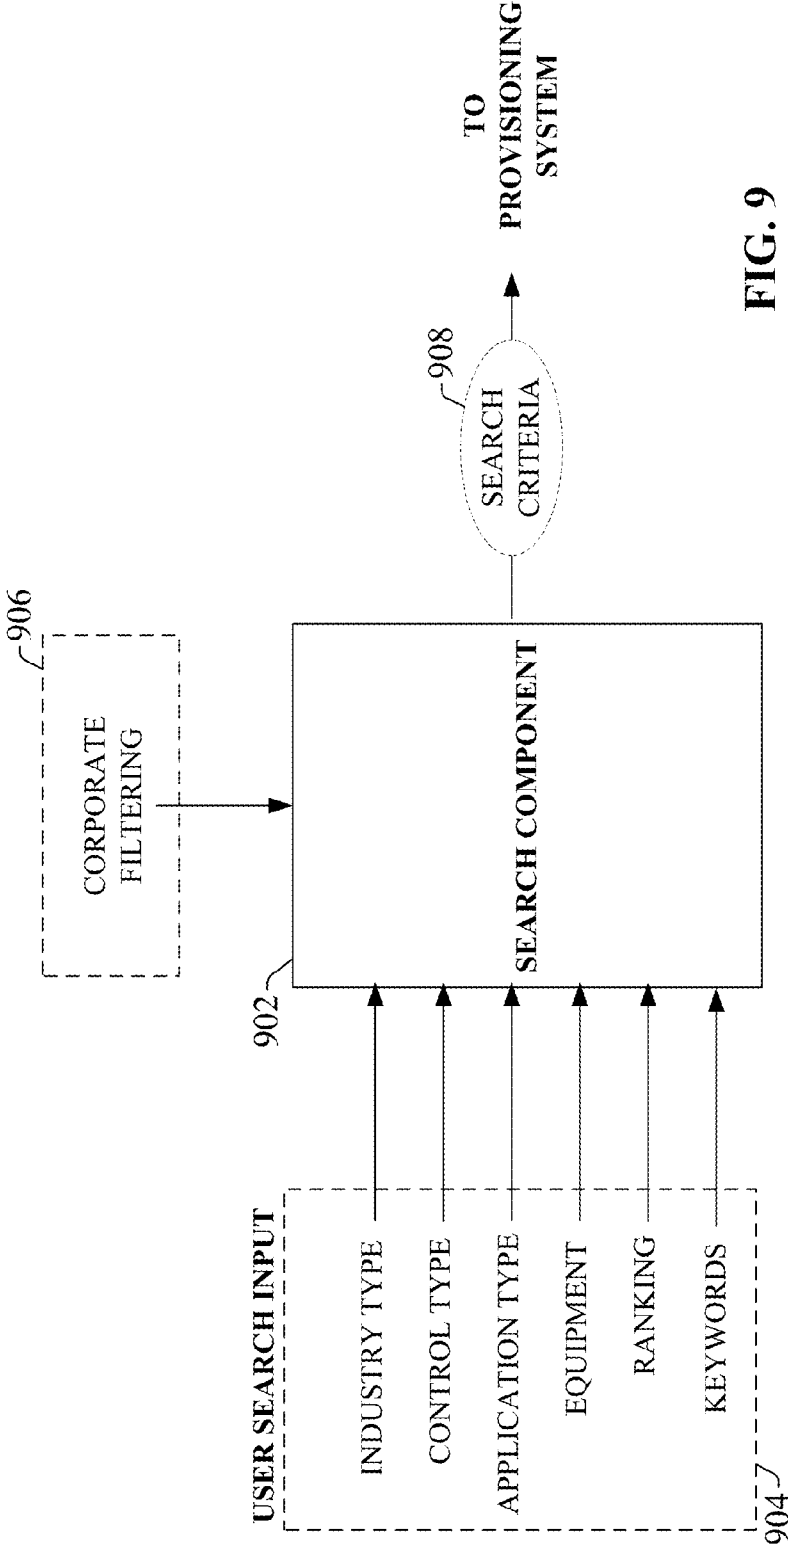 906
CORPORATE
FILTERING
902
USER SEARCH INPUT
INDUSTRY TYPE
CONTROL TYPE
APPLICATION TYPE
EQUIPMENT
RANKING
KEYWORDS
904
SEARCH COMPONENT
908
SEARCH
CRITERIA
TO
PROVISIONING
SYSTEM
FIG. 9